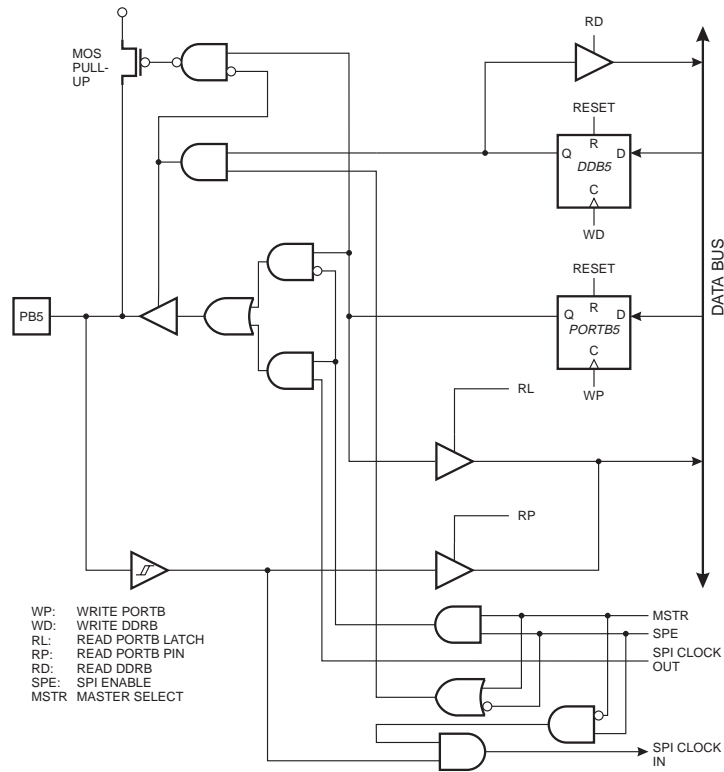 RD
MOS
PULL-
UP
RESET
R
Q
D
DDB5
C
WD
DATA BUS
RESET
R
Q
D
PORTB5
C
WP
PB5
RL
RP
WP: WRITE PORTB
WD: WRITE DDRB
RL: READ PORTB LATCH
RP: READ PORTB PIN
RD: READ DDRB
SPE: SPI ENABLE
MSTR MASTER SELECT
MSTR
SPE
SPI CLOCK
OUT
SPI CLOCK
IN